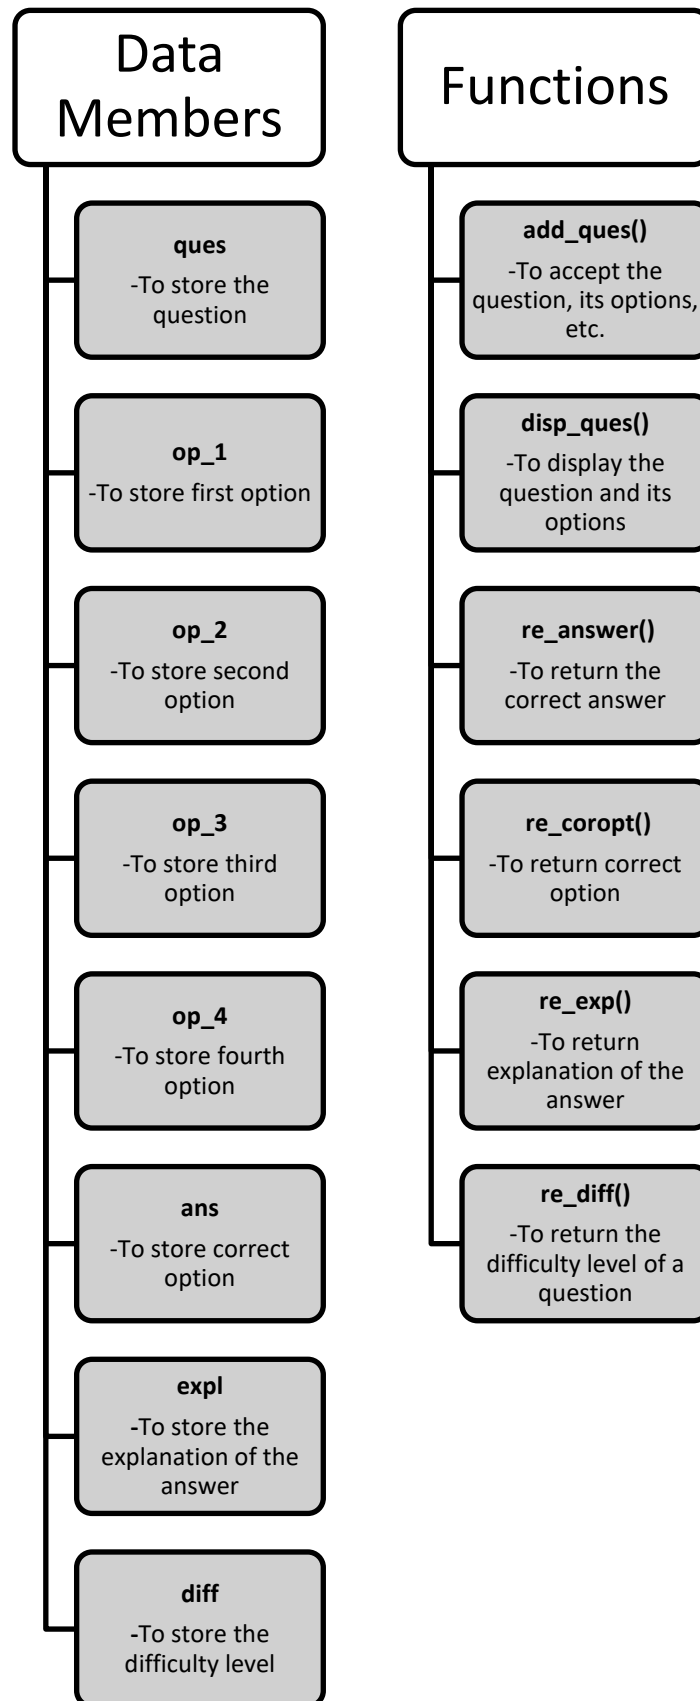 Data
Members
ques
-To store the
question
op_1
-To store first option
op_2
-To store second
option
op_3
-To store third
option
op_4
-To store fourth
option
ans
-To store correct
option
expl
-To store the
explanation of the
answer
diff
-To store the
difficulty level
Functions
add_ques()
-To accept the
question, its options,
etc.
disp_ques()
-To display the
question and its
options
re_answer()
-To return the
correct answer
re_coropt()
-To return correct
option
re_exp()
-To return
explanation of the
answer
re_diff()
-To return the
difficulty level of a
question